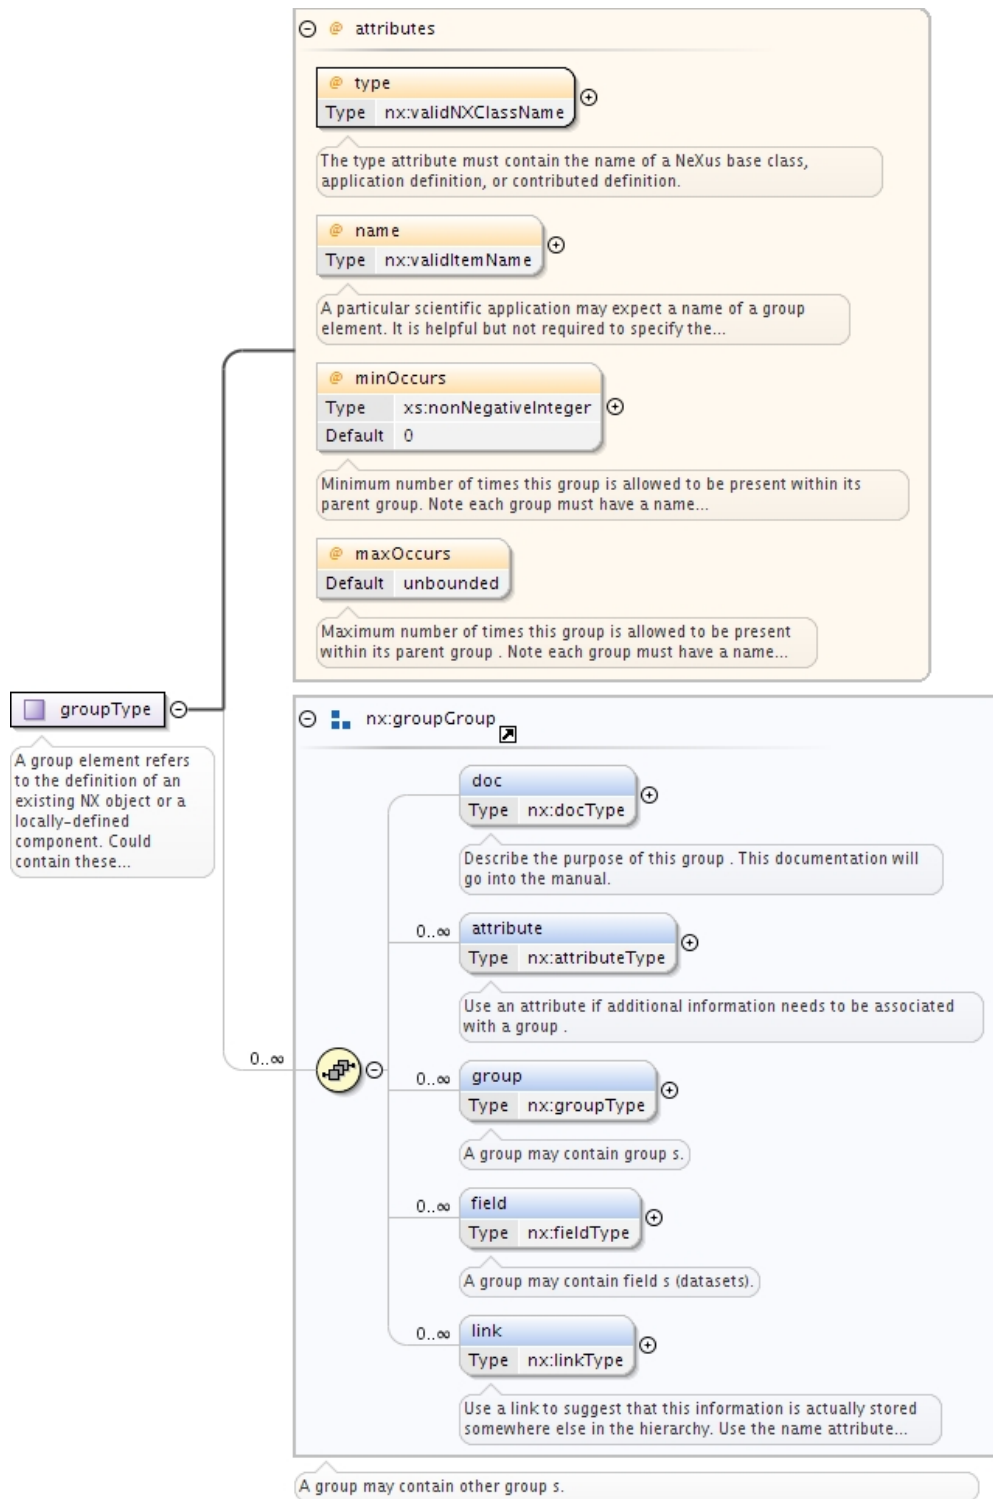 @ attributes
@ type
Type nx:validNXClassName
The type attribute must contain the name of a NeXus base class,
application definition, or contributed definition.
@ name
Type nx:validItemName
A particular scientific application may expect a name of a group
element. It is helpful but not required to specify the...
@ minOccurs
Type xs:nonNegativeInteger
Default 0
Minimum number of times this group is allowed to be present within its
parent group. Note each group must have a name...
@ maxOccurs
Default unbounded
Maximum number of times this group is allowed to be present
within its parent group . Note each group must have a name...
groupType
A group element refers
to the definition of an
existing NX object or a
locally-defined
component. Could
contain these...
nx:groupGroup
doc
Type nx:docType
Describe the purpose of this group . This documentation will
go into the manual.
0..∞ attribute
Type nx:attributeType
Use an attribute if additional information needs to be associated
with a group .
0..∞
0..∞ group
Type nx:groupType
A group may contain group s.
0..∞ field
Type nx:fieldType
A group may contain field s (datasets).
0..∞ link
Type nx:linkType
Use a link to suggest that this information is actually stored
somewhere else in the hierarchy. Use the name attribute...
A group may contain other group s.